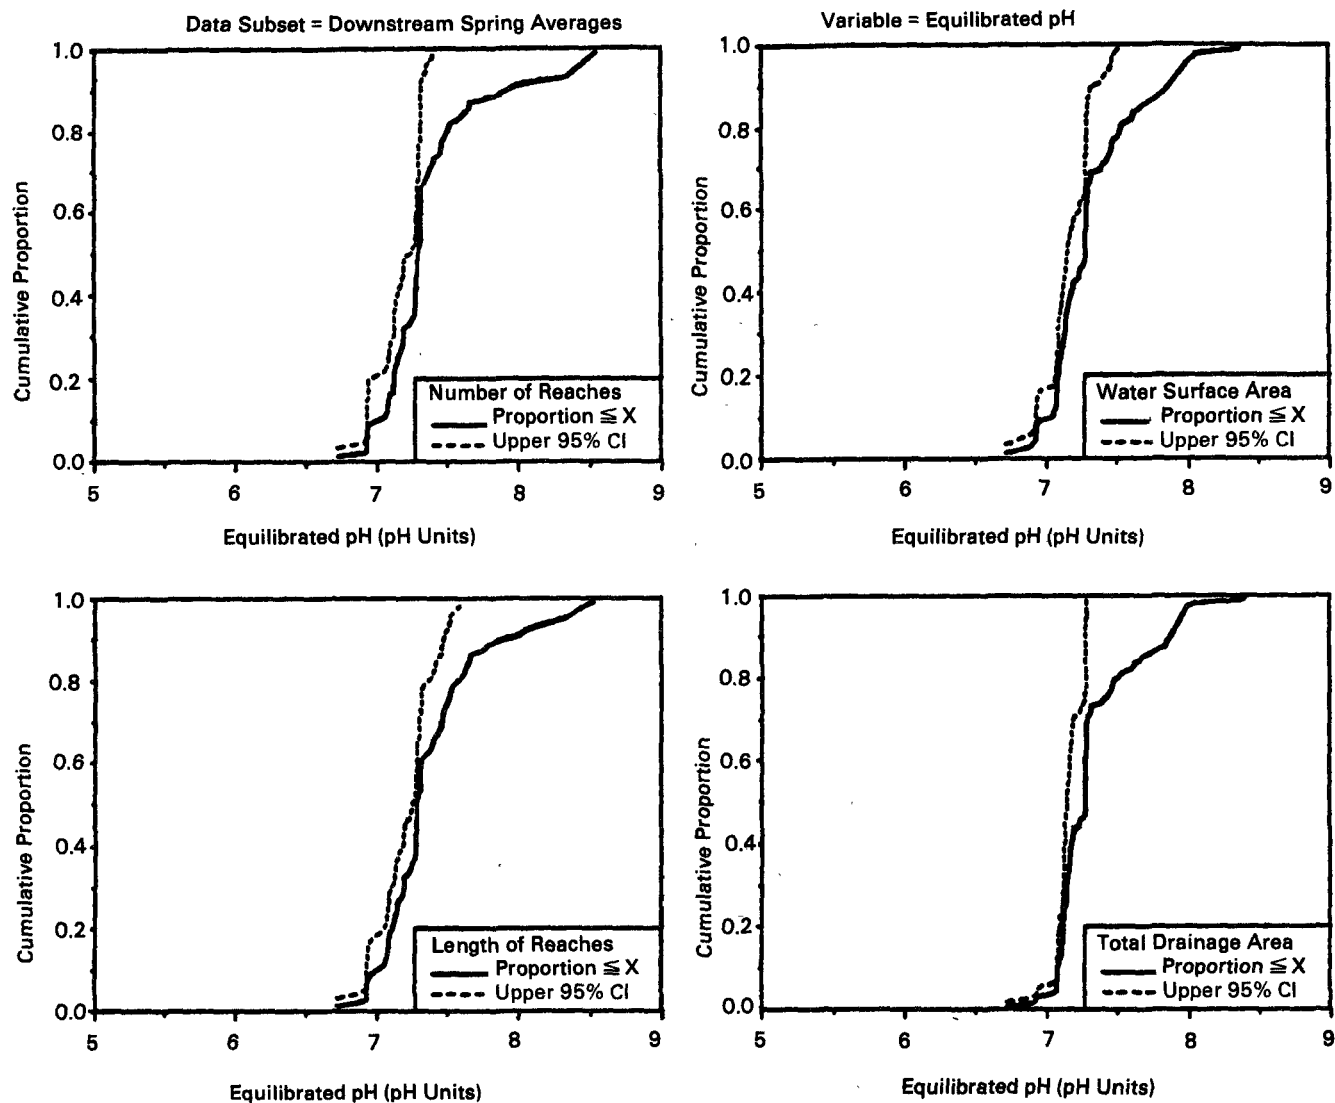 Data Subset = Downstream Spring Averages
Variable = Equilibrated pH
Cumulative Proportion
1.0
0.8
0.6
0.4
0.2
0.0
Number of Reaches
Proportion ≦ X
Upper 95% CI
5 6 7 8 9
Equilibrated pH (pH Units)
Cumulative Proportion
1.0
0.8
0.6
0.4
0.2
0.0
Water Surface Area
Proportion ≦ X
Upper 95% CI
5 6 7 8 9
Equilibrated pH (pH Units)
Cumulative Proportion
1.0
0.8
0.6
0.4
0.2
0.0
Length of Reaches
Proportion ≦ X
Upper 95% CI
5 6 7 8 9
Equilibrated pH (pH Units)
Cumulative Proportion
1.0
0.8
0.6
0.4
0.2
0.0
Total Drainage Area
Proportion ≦ X
Upper 95% CI
5 6 7 8 9
Equilibrated pH (pH Units)